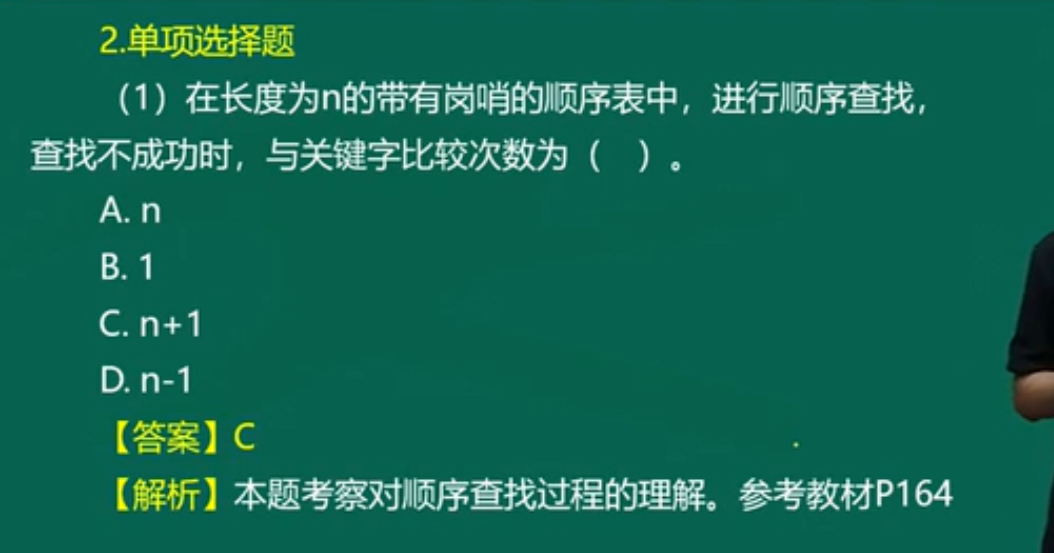 2.单项选择题
（1）在长度为n的带有岗哨的顺序表中，进行顺序查找，
查找不成功时，与关键字比较次数为（ ）。
A. n
B. 1
C. n+1
D. n-1
【答案】C
【解析】本题考察对顺序查找过程的理解。参考教材P164